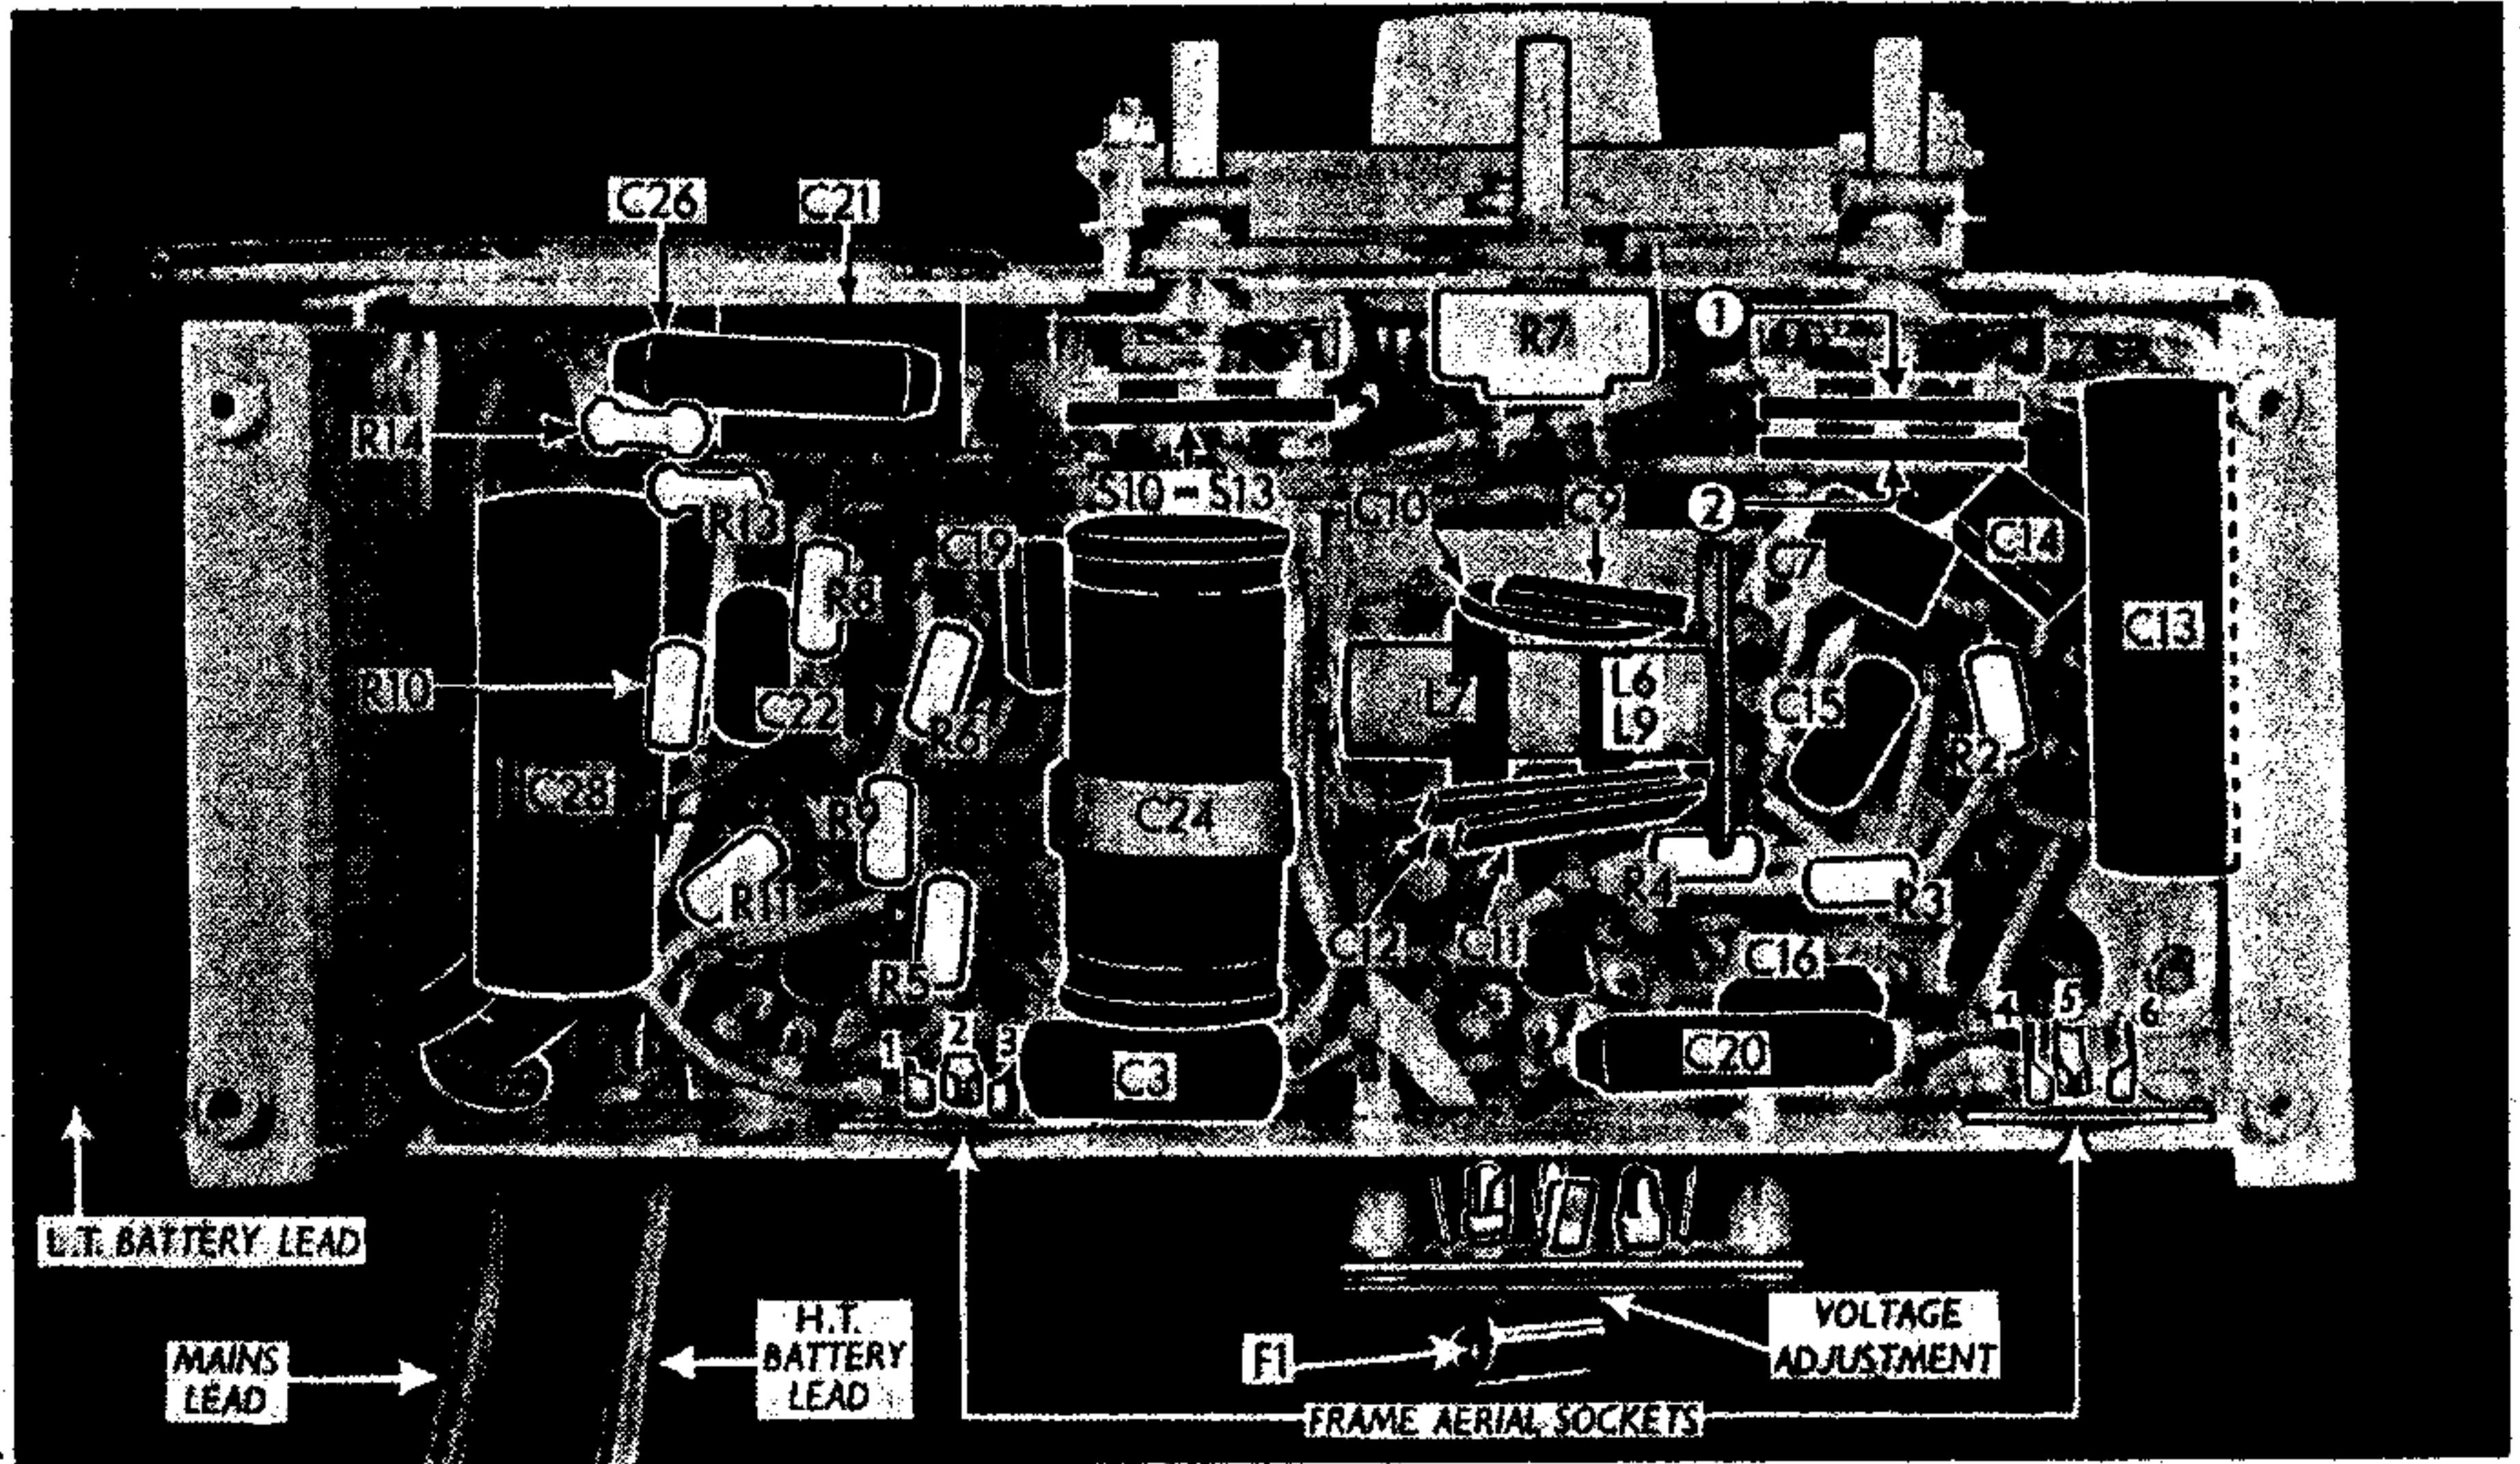 C26 C21
1
R7
R14
S10 - S13 C10 C9 2
R13 C19 C7 C14
R8 C13
R10 C22 R6 L7 L6 C15 R2
L9
C28 R9 C24
R11 R4 R3
R5 C12 C11 C16
1 2 3 C3 C20 4 5 6
L.T. BATTERY LEAD
H.T.
BATTERY
LEAD
MAINS
LEAD
F1
VOLTAGE
ADJUSTMENT
FRAME AERIAL SOCKETS